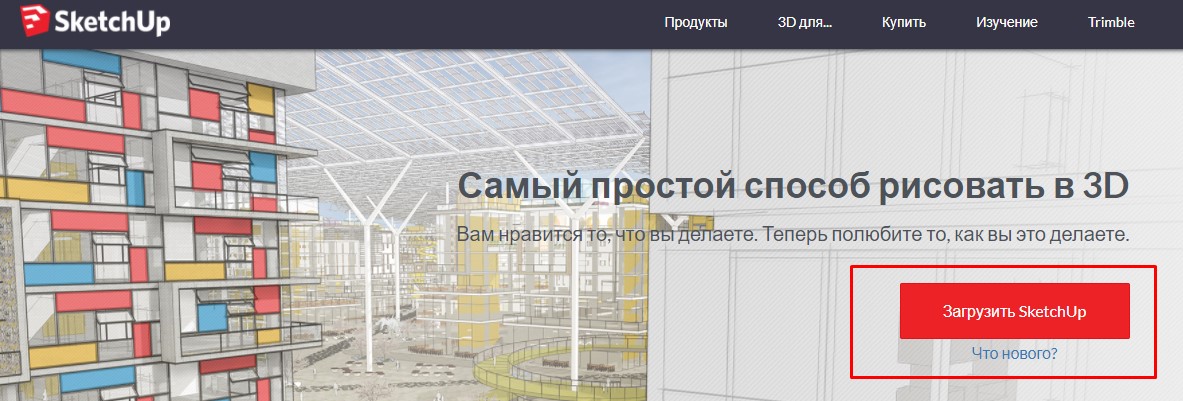 SketchUp
Продукты 3D для... Купить Изучение Trimble
Самый простой способ рисовать в 3D
Вам нравится то, что вы делаете. Теперь полюбите то, как вы это делаете.
Загрузить SketchUp
Что нового?